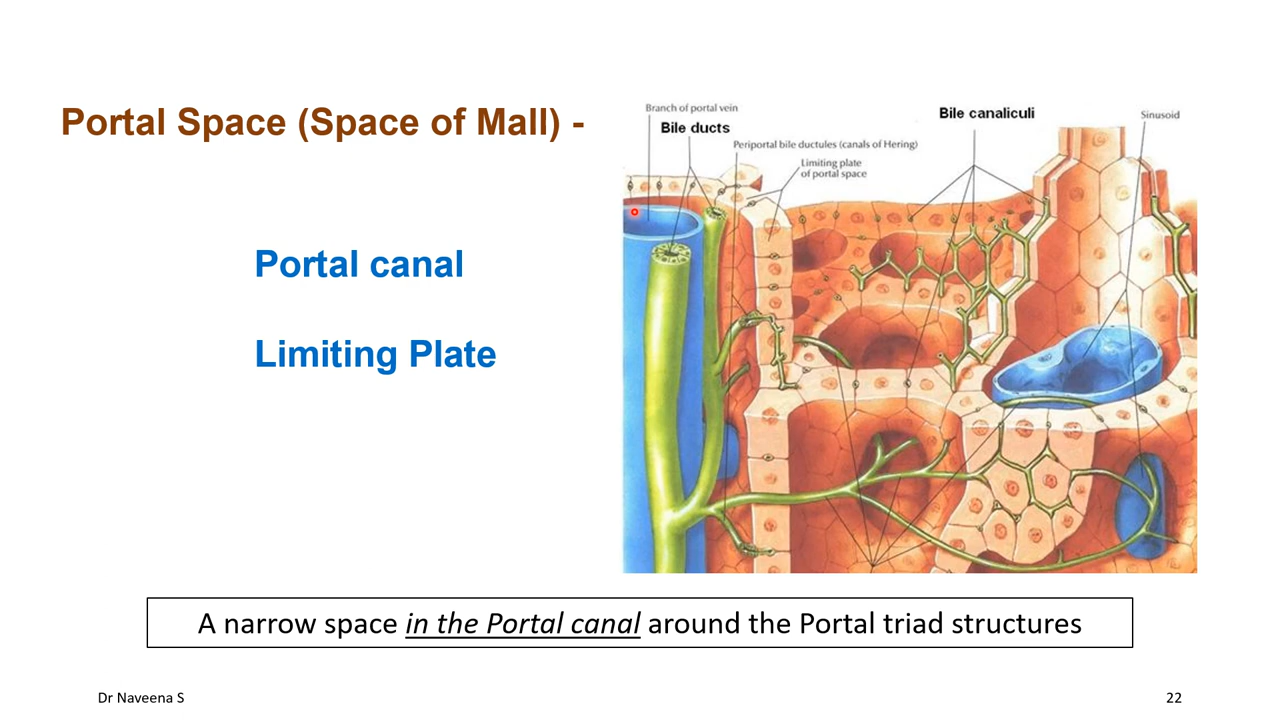 Portal Space (Space of Mall) -
Portal canal
Limiting Plate
Branch of portal vein
Bile ducts
Periportal bile ductules (canals of Hering)
Limiting plate
of portal space
Bile canaliculi
Sinusoid
A narrow space in the Portal canal around the Portal triad structures
Dr Naveena S
22